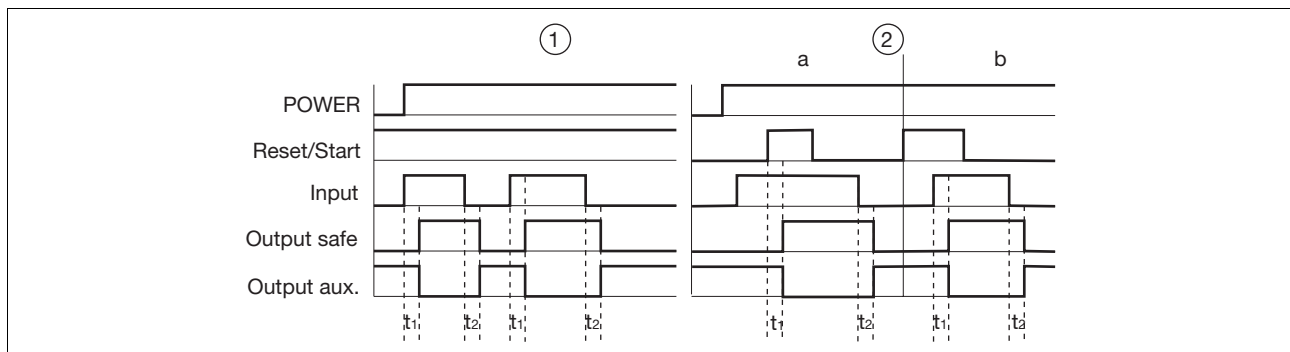 1 2
a b
POWER
Reset/Start
Input
Output safe
Output aux.
t1 t2 t1 t2 t1 t2 t1 t2